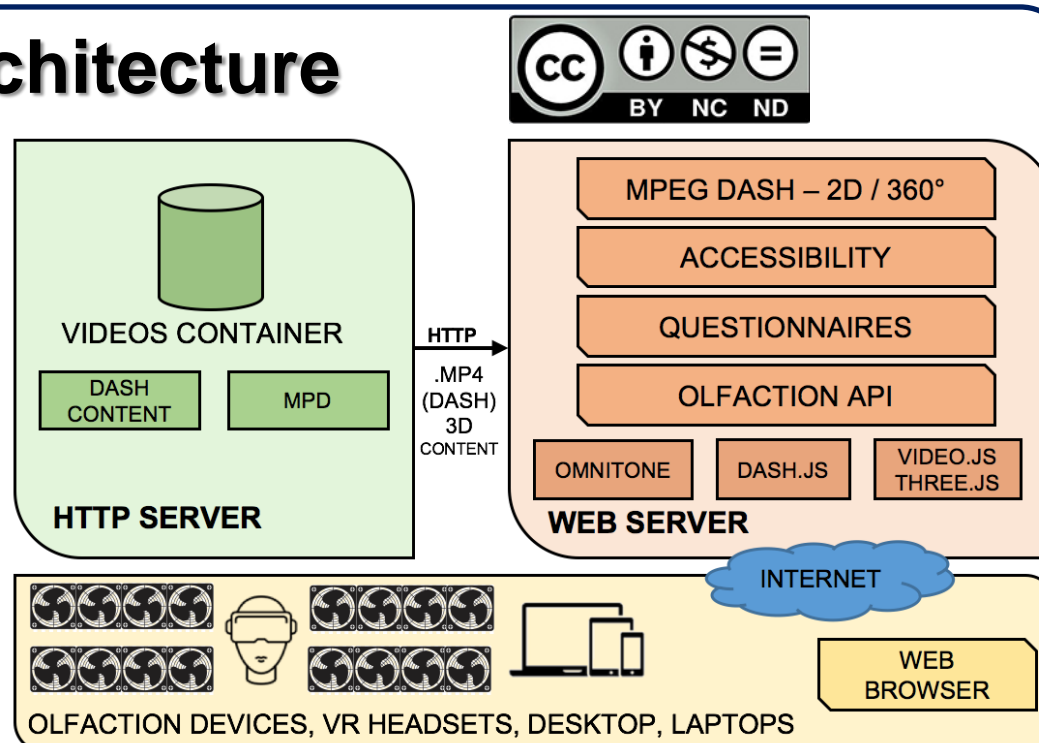 chitecture
CC
BY NC ND
VIDEOS CONTAINER
DASH
CONTENT
MPD
HTTP SERVER
HTTP
.MP4
(DASH)
3D
CONTENT
MPEG DASH – 2D / 360°
ACCESSIBILITY
QUESTIONNAIRES
OLFACTION API
OMNITONE
DASH.JS
VIDEO.JS
THREE.JS
WEB SERVER
INTERNET
WEB
BROWSER
OLFACTION DEVICES, VR HEADSETS, DESKTOP, LAPTOPS